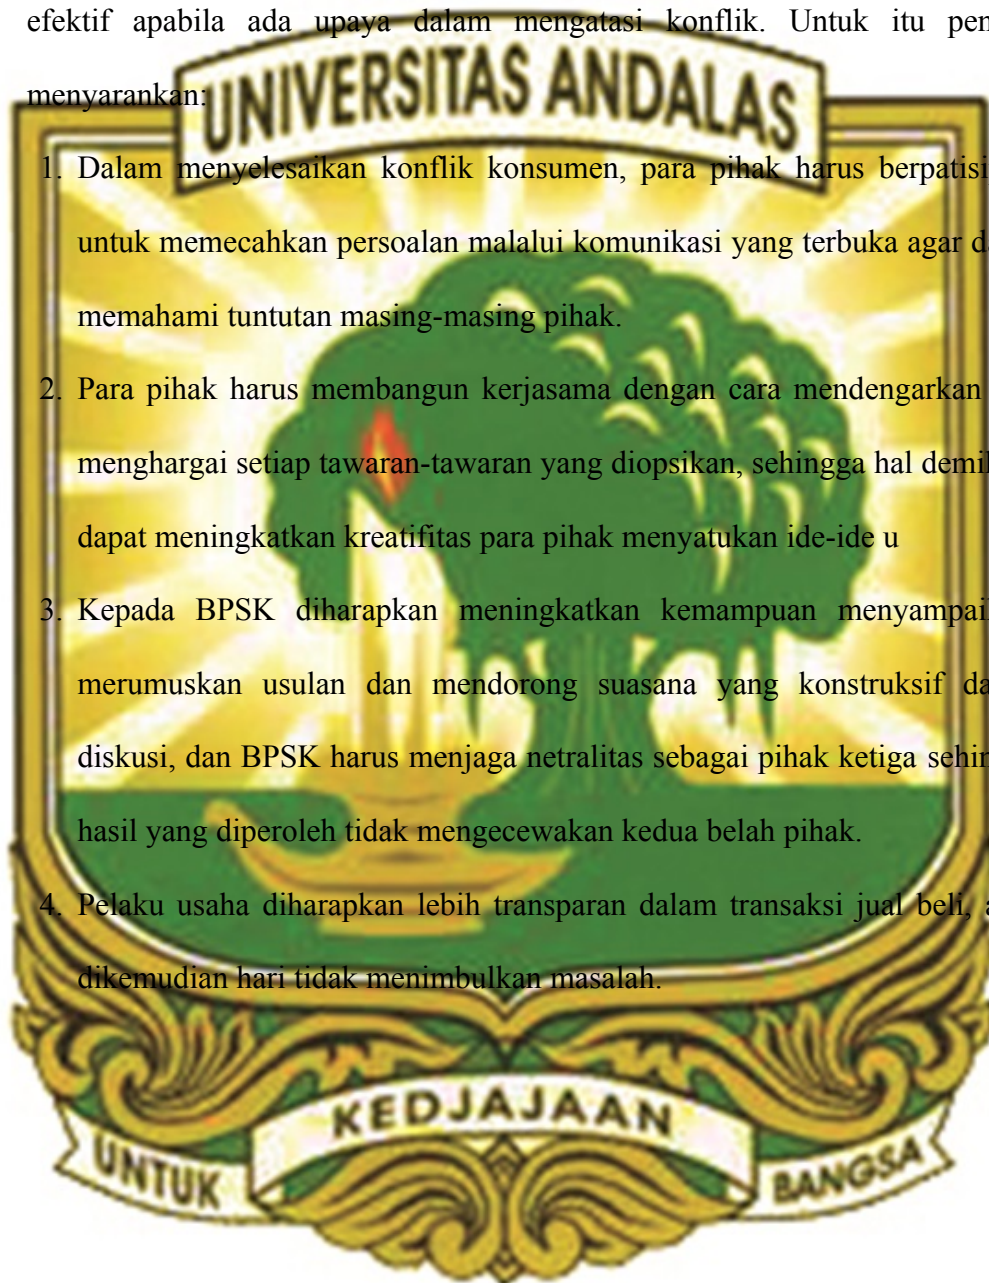 efektif apabila ada upaya dalam mengatasi konflik. Untuk itu pen
menyarankan:
UNIVERSITAS ANDALAS
1. Dalam menyelesaikan konflik konsumen, para pihak harus berpatisi
untuk memecahkan persoalan malalui komunikasi yang terbuka agar d
memahami tuntutan masing-masing pihak.
2. Para pihak harus membangun kerjasama dengan cara mendengarkan
menghargai setiap tawaran-tawaran yang diopsikan, sehingga hal demi
dapat meningkatkan kreatifitas para pihak menyatukan ide-ide u
3. Kepada BPSK diharapkan meningkatkan kemampuan menyampai
merumuskan usulan dan mendorong suasana yang konstruksif da
diskusi, dan BPSK harus menjaga netralitas sebagai pihak ketiga sehi
hasil yang diperoleh tidak mengecewakan kedua belah pihak.
4. Pelaku usaha diharapkan lebih transparan dalam transaksi jual beli, a
dikemudian hari tidak menimbulkan masalah.
KEDJAJAAN
UNTUK BANGSA